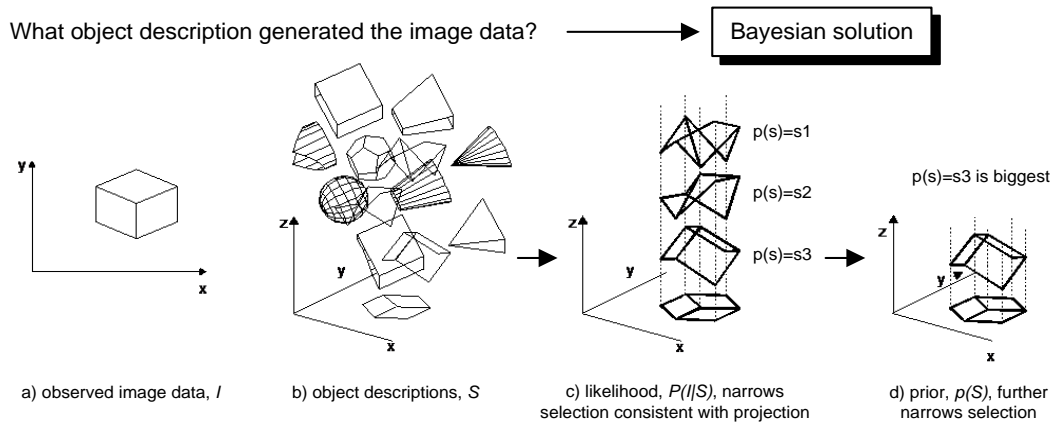 What object description generated the image data?
Bayesian solution
y
x
a) observed image data, I
z
y
x
b) object descriptions, S
p(s)=s1
p(s)=s2
p(s)=s3
z
y
x
c) likelihood, P(I|S), narrows
selection consistent with projection
p(s)=s3 is biggest
z
y
x
d) prior, p(S), further
narrows selection